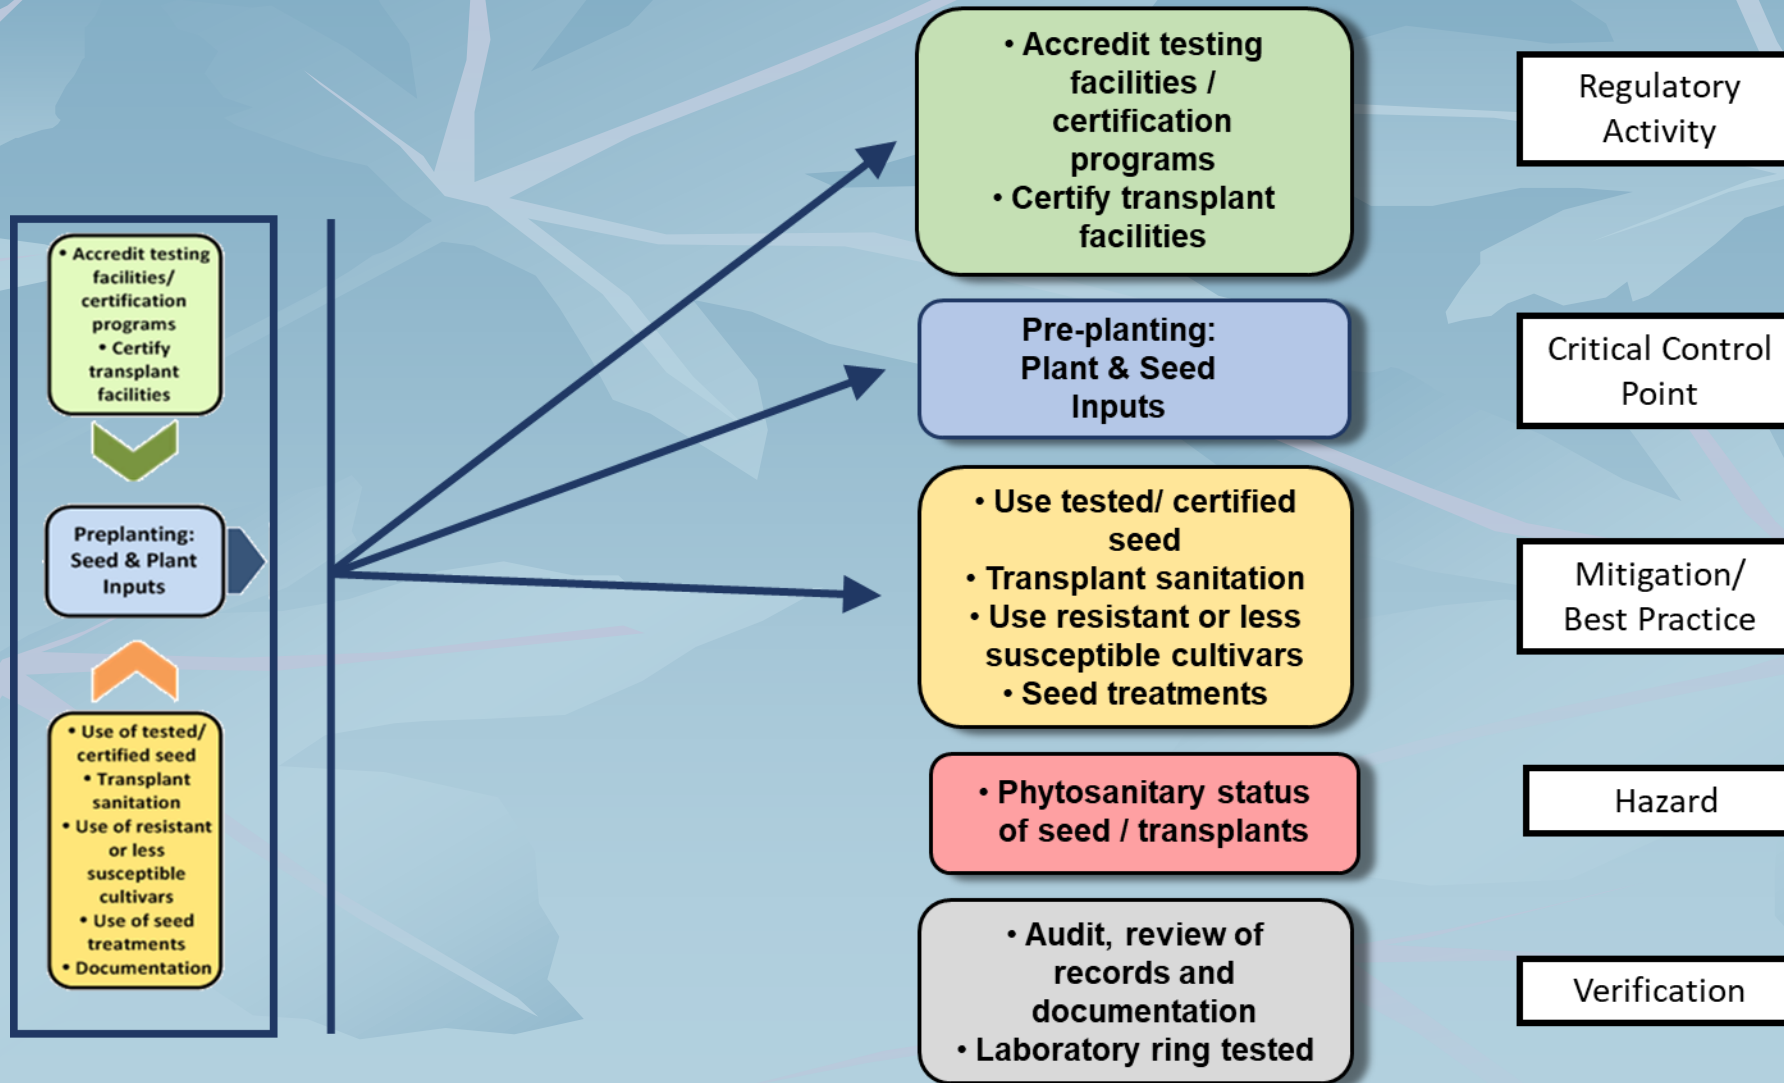 • Accredit testing
facilities/
certification
programs
• Certify
transplant
facilities
Preplanting:
Seed & Plant
Inputs
• Use of tested/
certified seed
• Transplant
sanitation
• Use of resistant
or less
susceptible
cultivars
• Use of seed
treatments
• Documentation
• Accredit testing
facilities /
certification
programs
• Certify transplant
facilities
Regulatory
Activity
Pre-planting:
Plant & Seed
Inputs
Critical Control
Point
• Use tested/ certified
seed
• Transplant sanitation
• Use resistant or less
susceptible cultivars
• Seed treatments
Mitigation/
Best Practice
• Phytosanitary status
of seed / transplants
Hazard
• Audit, review of
records and
documentation
• Laboratory ring tested
Verification